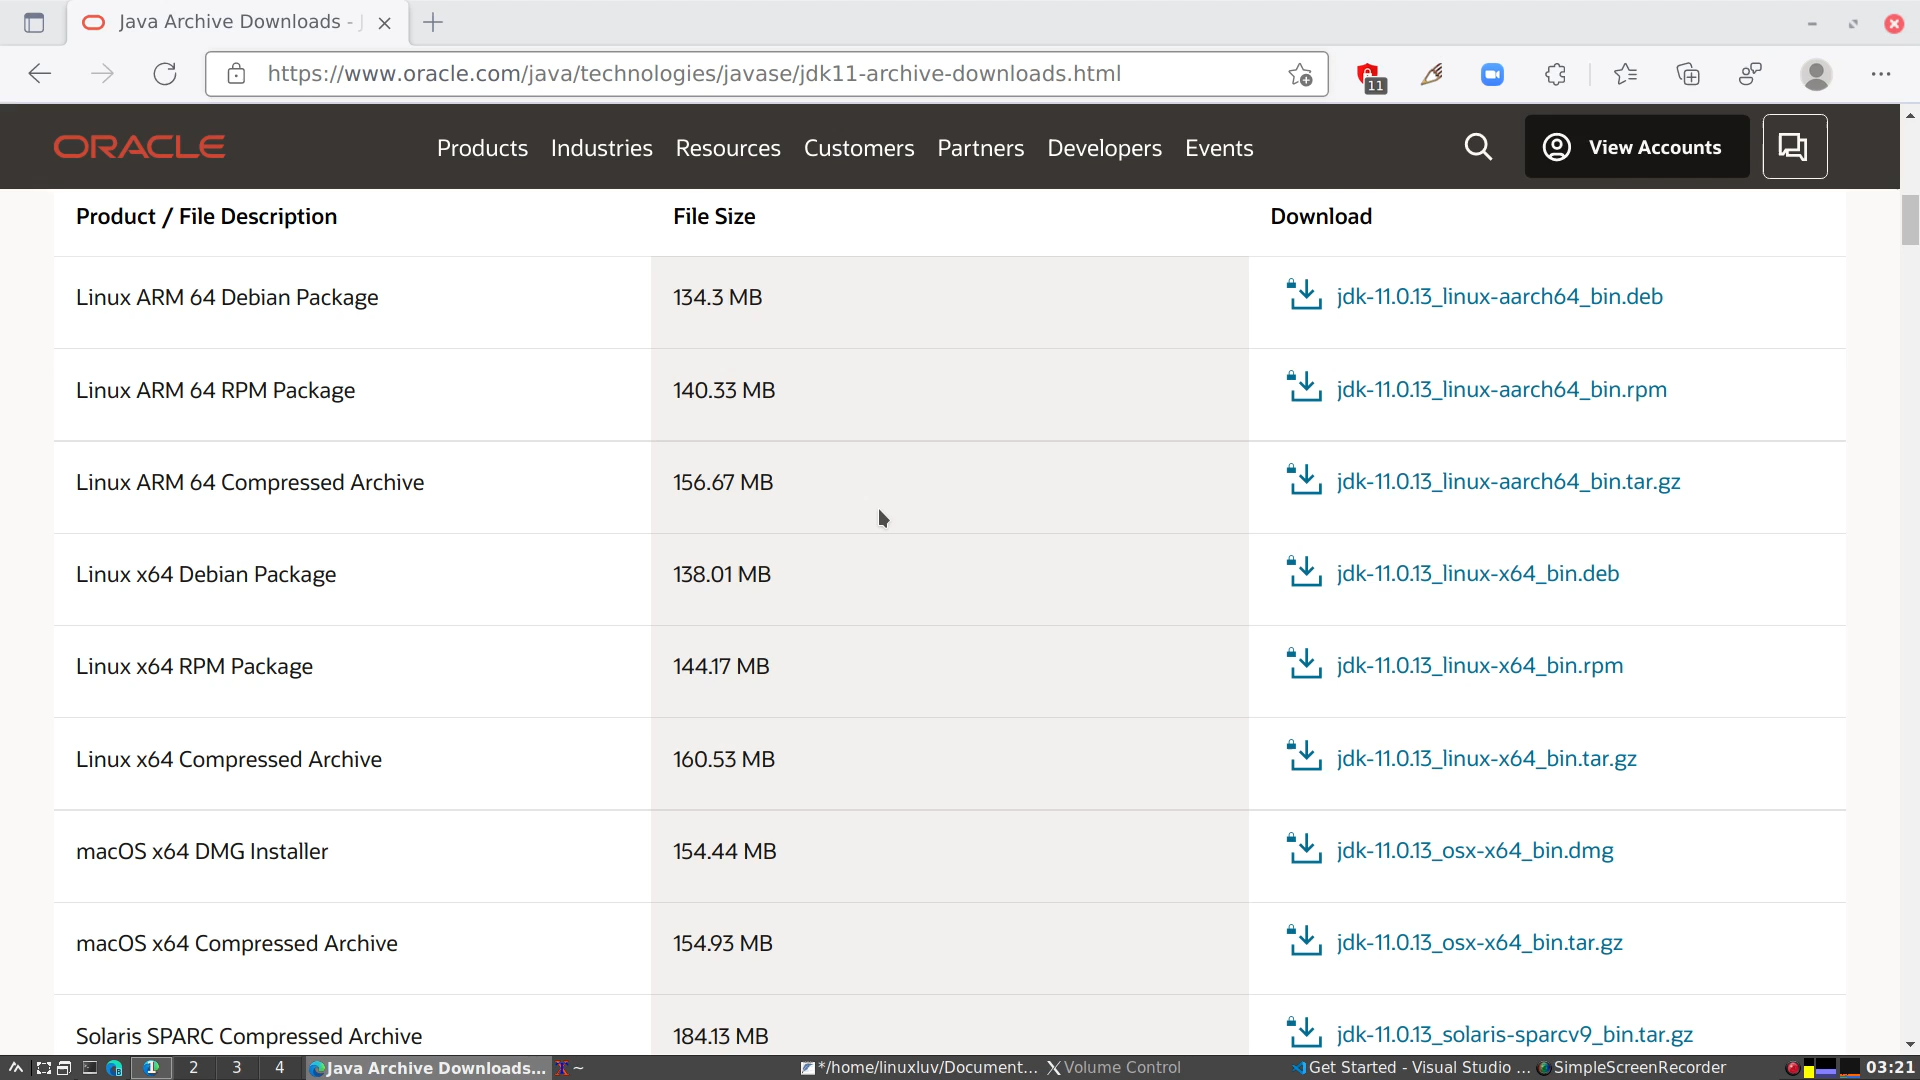 Java Archive Downloads -
https://www.oracle.com/java/technologies/javase/jdk11-archive-downloads.html
11
ORACLE
Products Industries Resources Customers Partners Developers Events
View Accounts
Product / File Description File Size Download
Linux ARM 64 Debian Package 134.3 MB jdk-11.0.13_linux-aarch64_bin.deb
Linux ARM 64 RPM Package 140.33 MB jdk-11.0.13_linux-aarch64_bin.rpm
Linux ARM 64 Compressed Archive 156.67 MB jdk-11.0.13_linux-aarch64_bin.tar.gz
Linux x64 Debian Package 138.01 MB jdk-11.0.13_linux-x64_bin.deb
Linux x64 RPM Package 144.17 MB jdk-11.0.13_linux-x64_bin.rpm
Linux x64 Compressed Archive 160.53 MB jdk-11.0.13_linux-x64_bin.tar.gz
macOS x64 DMG Installer 154.44 MB jdk-11.0.13_osx-x64_bin.dmg
macOS x64 Compressed Archive 154.93 MB jdk-11.0.13_osx-x64_bin.tar.gz
Solaris SPARC Compressed Archive 184.13 MB jdk-11.0.13_solaris-sparcv9_bin.tar.gz
1 2 3 4 Java Archive Downloads... ~ */home/linuxluv/Document... Volume Control Get Started - Visual Studio ... SimpleScreenRecorder 03:21